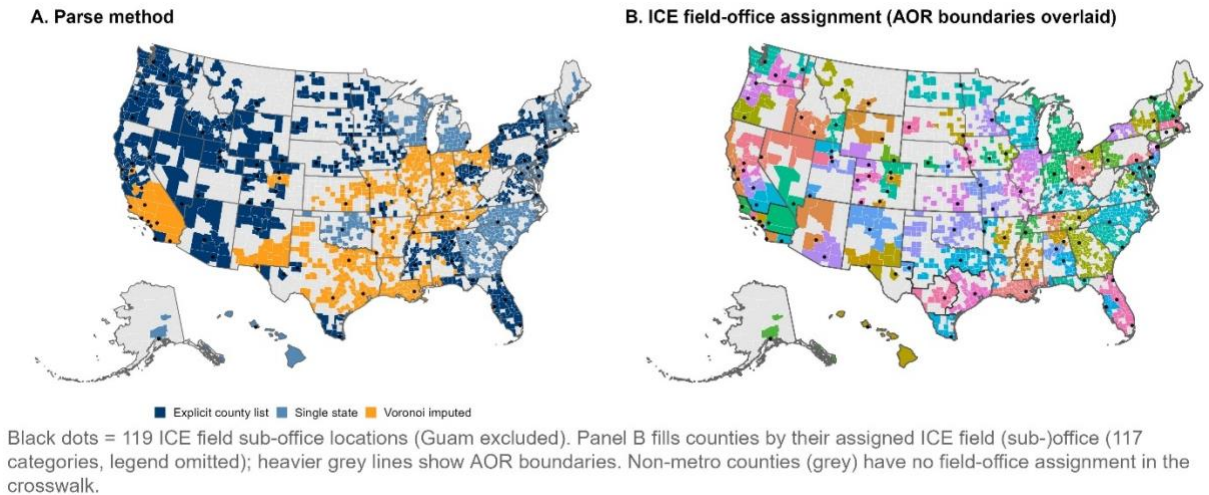 A. Parse method
B. ICE field-office assignment (AOR boundaries overlaid)
Explicit county list
Single state
Voronoi imputed
Black dots = 119 ICE field sub-office locations (Guam excluded). Panel B fills counties by their assigned ICE field (sub-)office (117
categories, legend omitted); heavier grey lines show AOR boundaries. Non-metro counties (grey) have no field-office assignment in the
crosswalk.